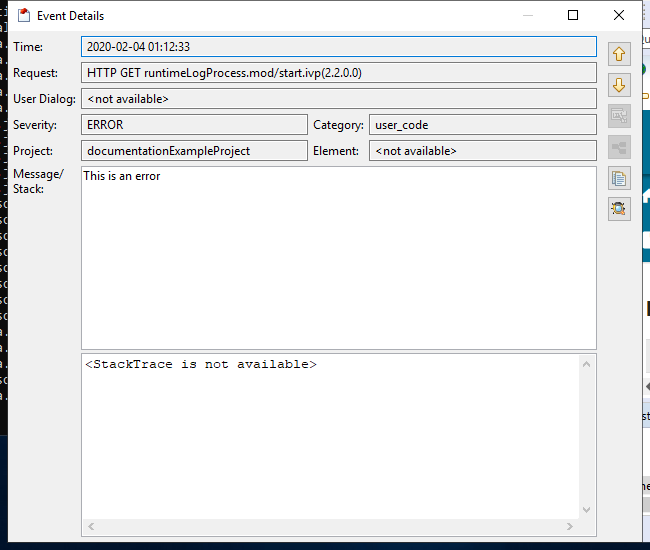 Event Details
Time: 2020-02-04 01:12:33
Request: HTTP GET runtimeLogProcess.mod/start.ivp(2.2.0.0)
User Dialog: <not available>
Severity: ERROR Category: user_code
Project: documentationExampleProject Element: <not available>
Message/ This is an error
Stack:
<StackTrace is not available>